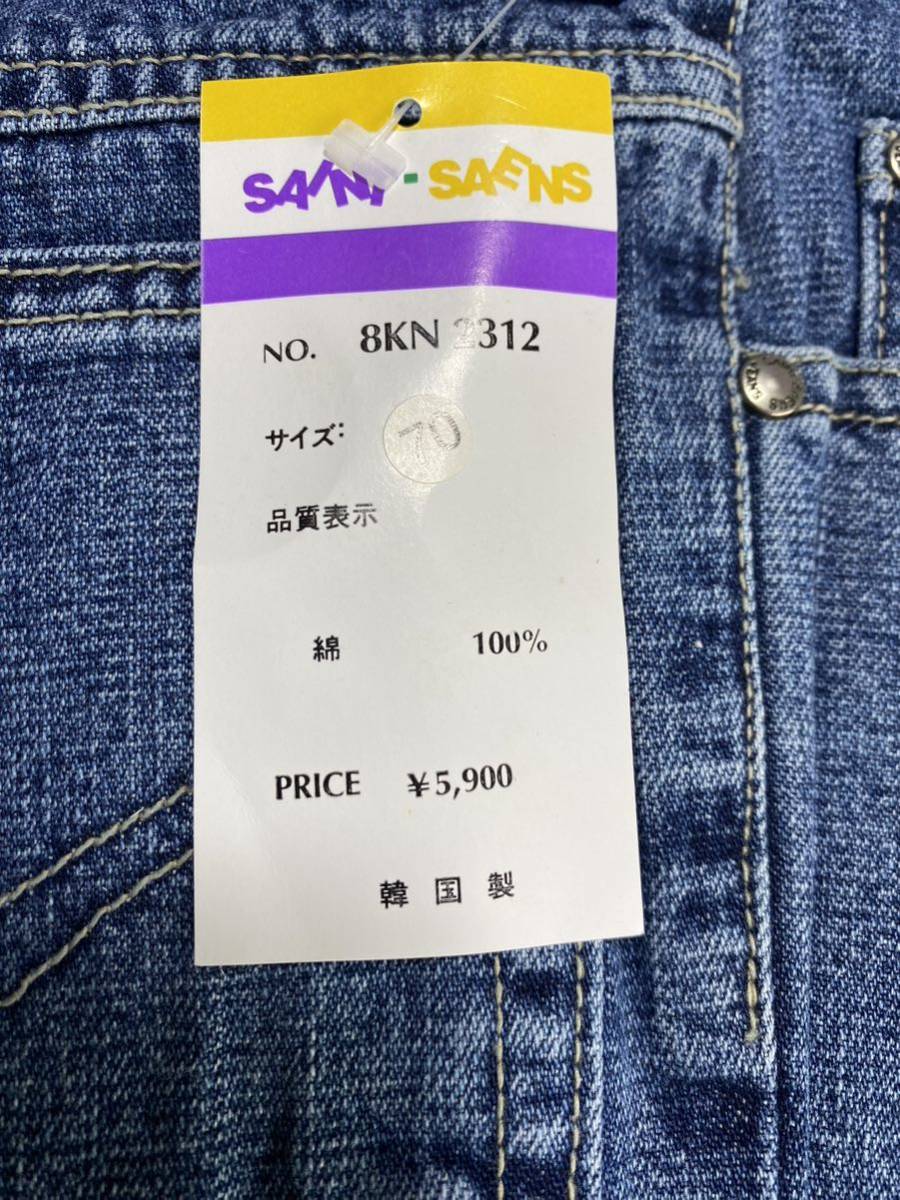 SAINT-SAENS
NO. 8KN 2312
サイズ: 70
品質表示
綿 100%
PRICE ¥5,900
韓国製